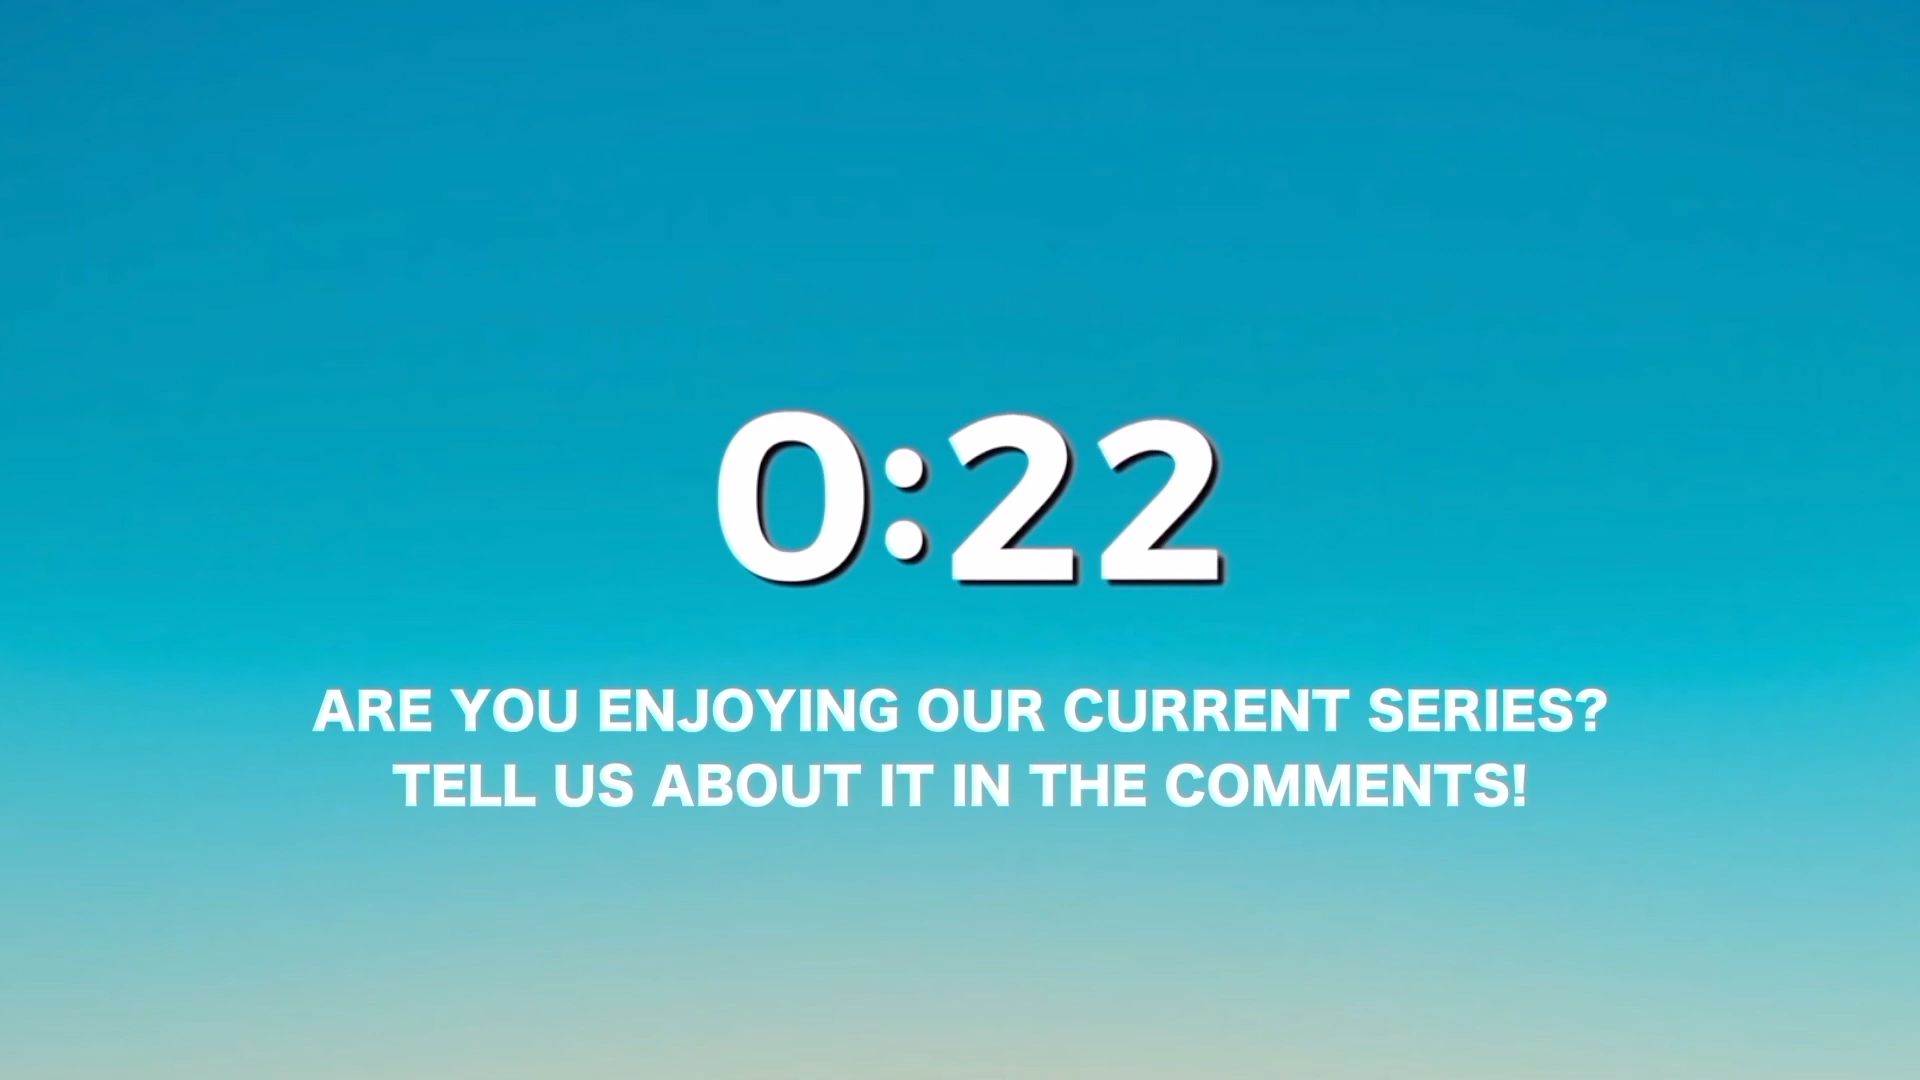 0:22
ARE YOU ENJOYING OUR CURRENT SERIES?
TELL US ABOUT IT IN THE COMMENTS!